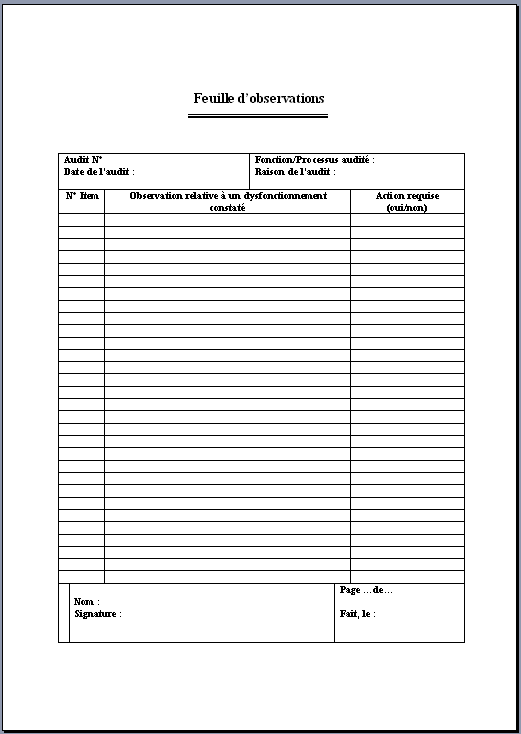 Feuille d'observations
Audit N°
Date de l'audit :
Fonction/Processus audité :
Raison de l'audit :
N° Item
Observation relative à un dysfonctionnement
constaté
Action requise
(oui/non)
Nom :
Signature :
Page …de…
Fait, le :